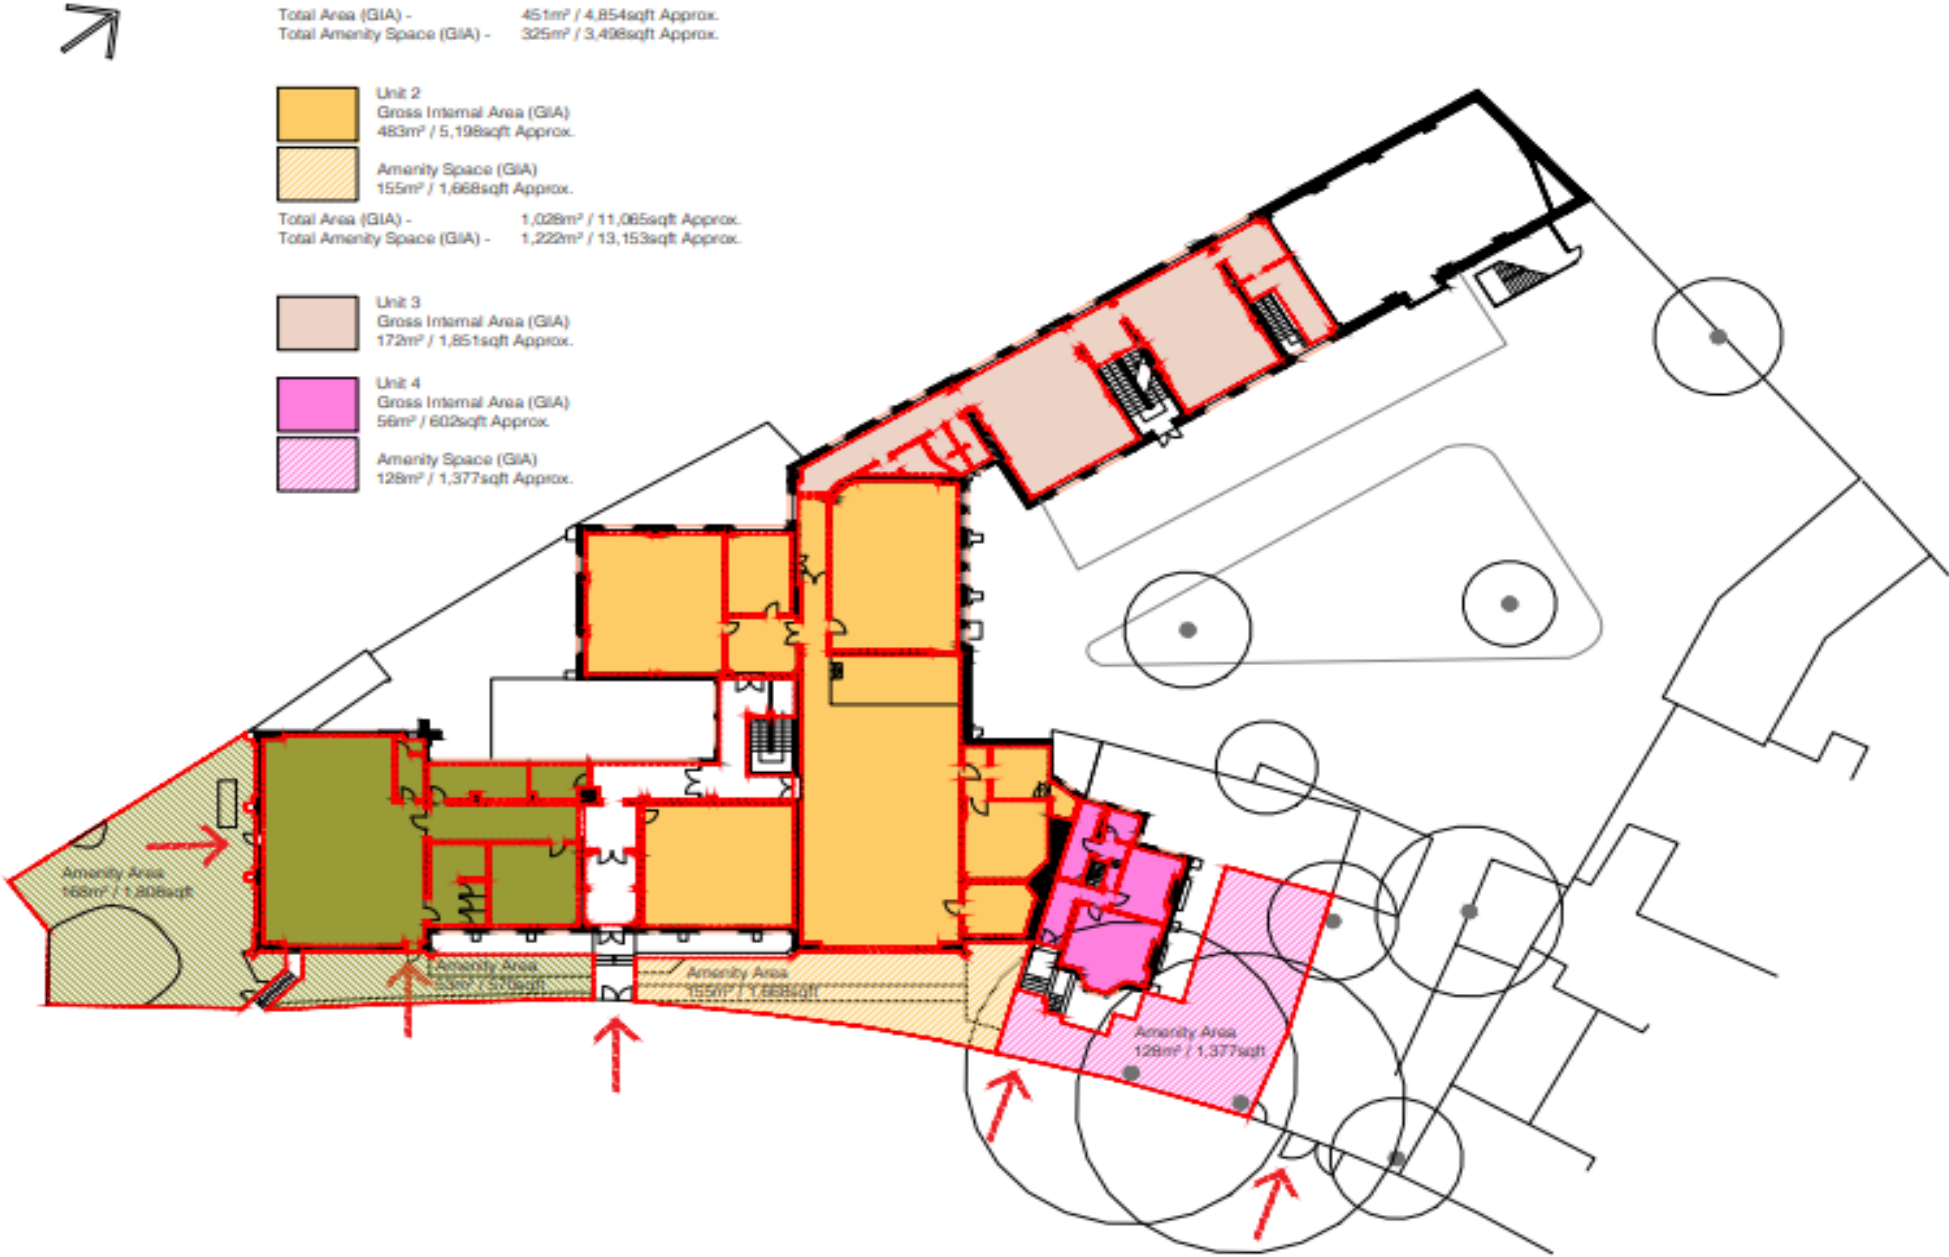 Total Area (GIA) - 451m² / 4,854sqft Approx.
Total Amenity Space (GIA) - 325m² / 3,498sqft Approx.
Unit 2
Gross Internal Area (GIA)
483m² / 5,198sqft Approx.
Amenity Space (GIA)
155m² / 1,668sqft Approx.
Total Area (GIA) - 1,028m² / 11,065sqft Approx.
Total Amenity Space (GIA) - 1,222m² / 13,153sqft Approx.
Unit 3
Gross Internal Area (GIA)
172m² / 1,851sqft Approx.
Unit 4
Gross Internal Area (GIA)
56m² / 602sqft Approx.
Amenity Space (GIA)
128m² / 1,377sqft Approx.
Amenity Area
168m² / 1,808sqft
Amenity Area
53m² / 570sqft
Amenity Area
155m² / 1,668sqft
Amenity Area
128m² / 1,377sqft